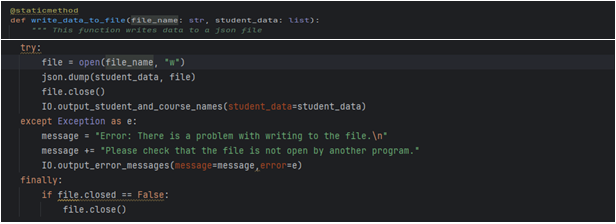 @staticmethod
def write_data_to_file(file_name: str, student_data: list):
    """ This function writes data to a json file
    try:
        file = open(file_name, "w")
        json.dump(student_data, file)
        file.close()
        IO.output_student_and_course_names(student_data=student_data)
    except Exception as e:
        message = "Error: There is a problem with writing to the file.\n"
        message += "Please check that the file is not open by another program."
        IO.output_error_messages(message=message,error=e)
    finally:
        if file.closed == False:
            file.close()